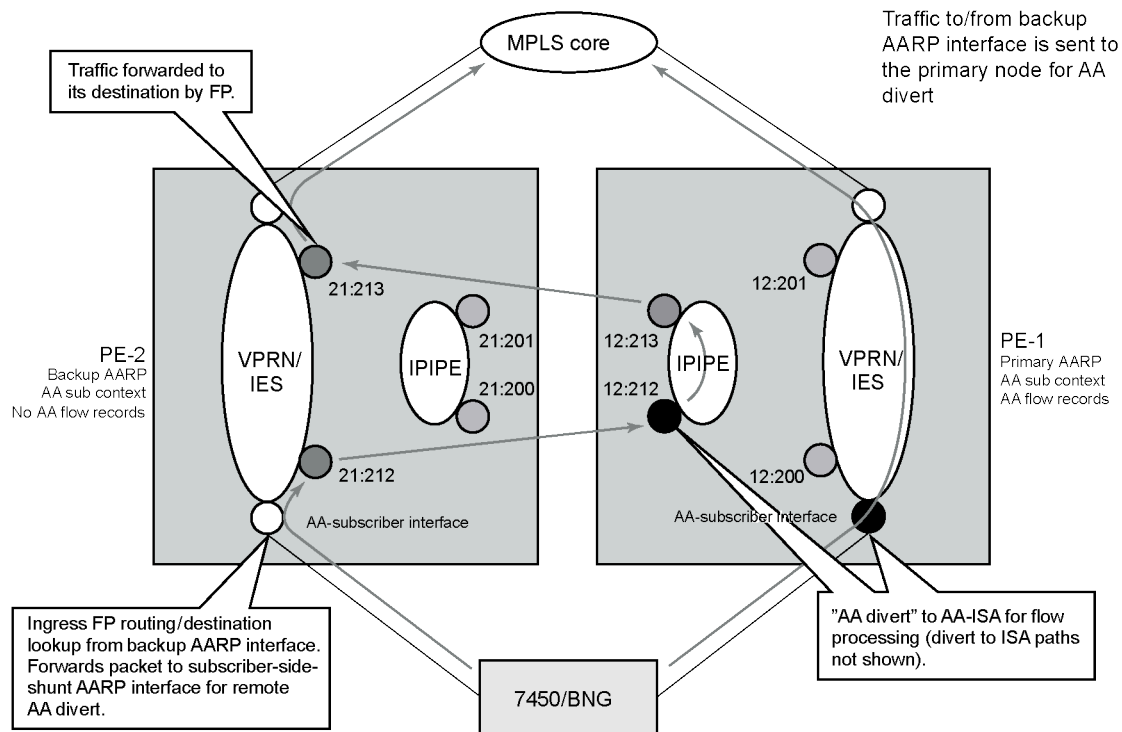 MPLS core
Traffic to/from backup
AARP interface is sent to
the primary node for AA
divert
Traffic forwarded to
its destination by FP.
21:213
12:201
21:201
12:213
PE-2
Backup AARP
AA sub context
No AA flow records
VPRN/
IES
IPIPE
IPIPE
VPRN/
IES
PE-1
Primary AARP
AA sub context
AA flow records
21:200
12:212
21:212
12:200
AA-subscriber interface
AA-subscriber interface
Ingress FP routing/destination
lookup from backup AARP interface.
Forwards packet to subscriber-side-
shunt AARP interface for remote
AA divert.
"AA divert" to AA-ISA for flow
processing (divert to ISA paths
not shown).
7450/BNG